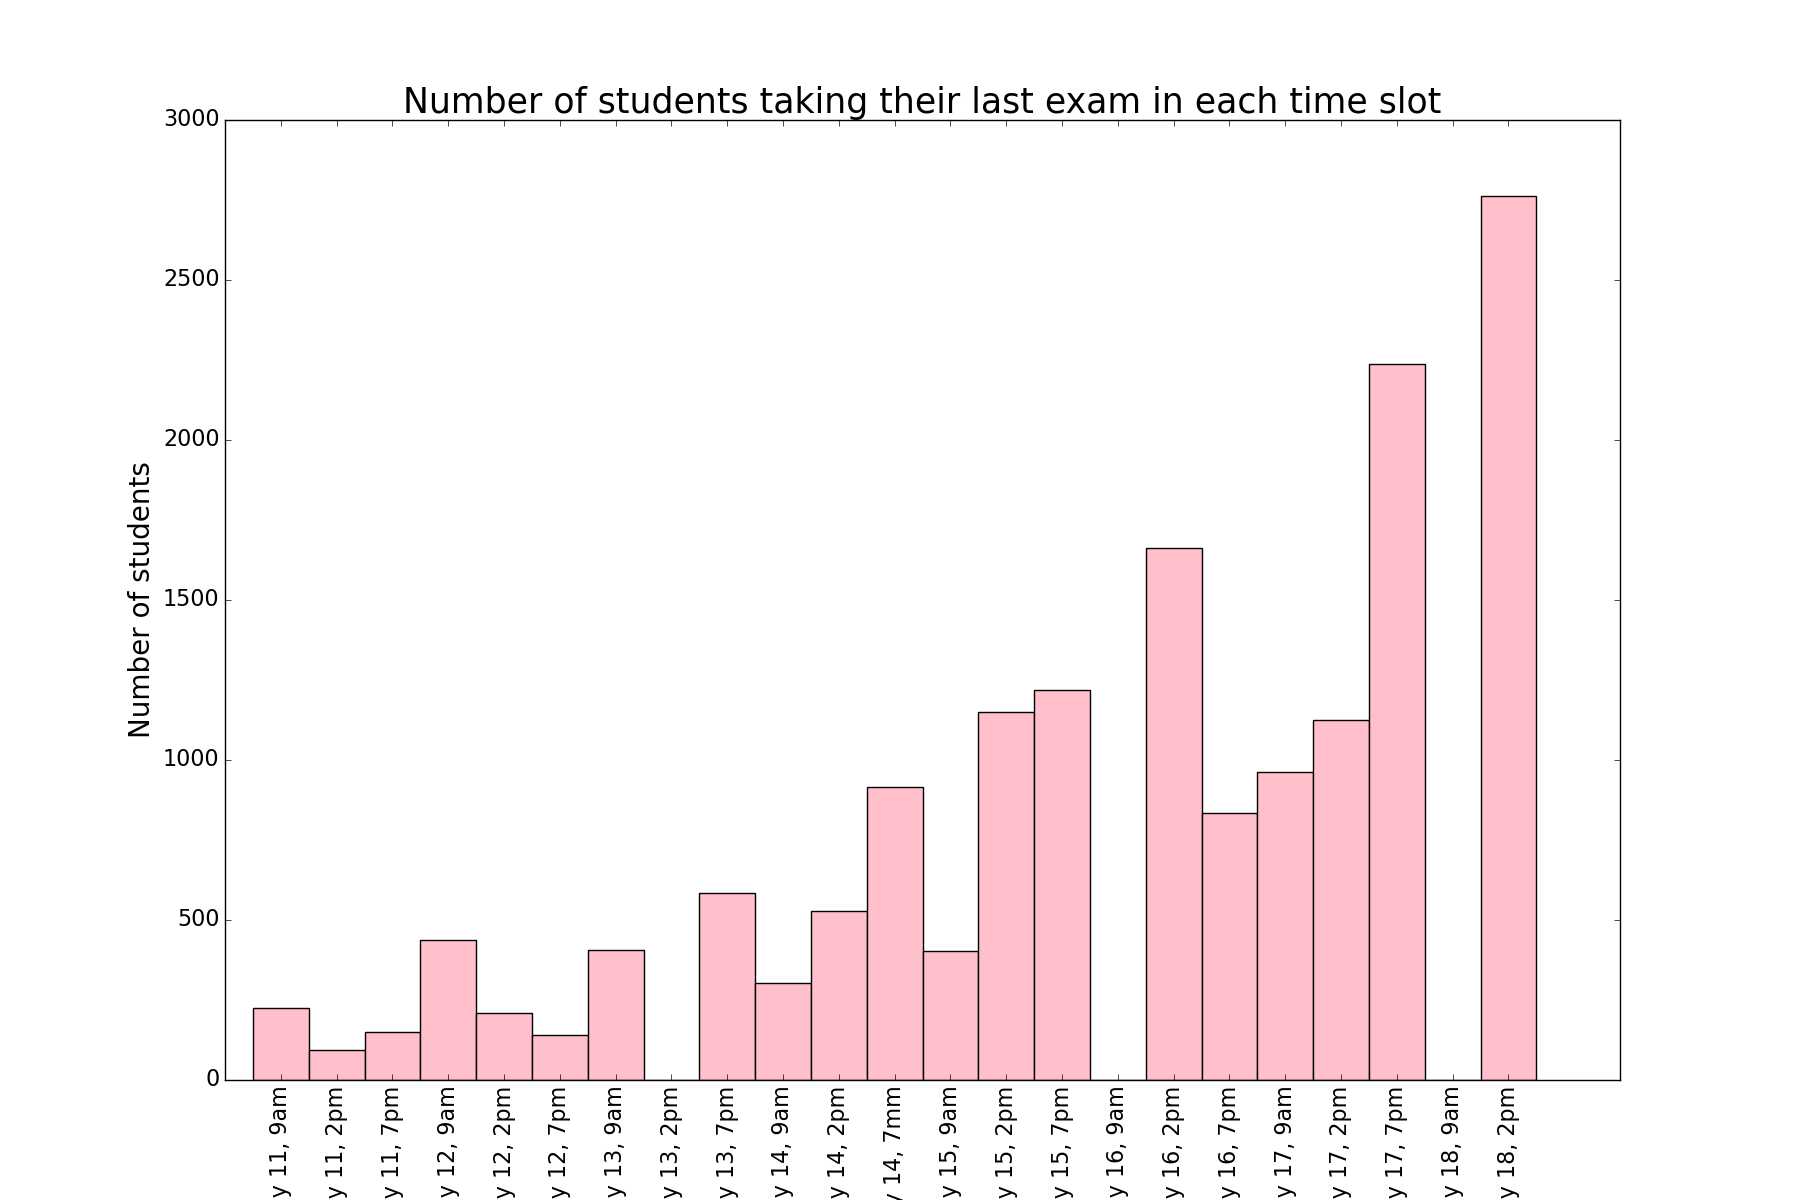 Number of students taking their last exam in each time slot
Number of students
3000
2500
2000
1500
1000
500
0
y 11, 9am
y 11, 2pm
y 11, 7pm
y 12, 9am
y 12, 2pm
y 12, 7pm
y 13, 9am
y 13, 2pm
y 13, 7pm
y 14, 9am
y 14, 2pm
y 14, 7mm
y 15, 9am
y 15, 2pm
y 15, 7pm
y 16, 9am
y 16, 2pm
y 16, 7pm
y 17, 9am
y 17, 2pm
y 17, 7pm
y 18, 9am
y 18, 2pm